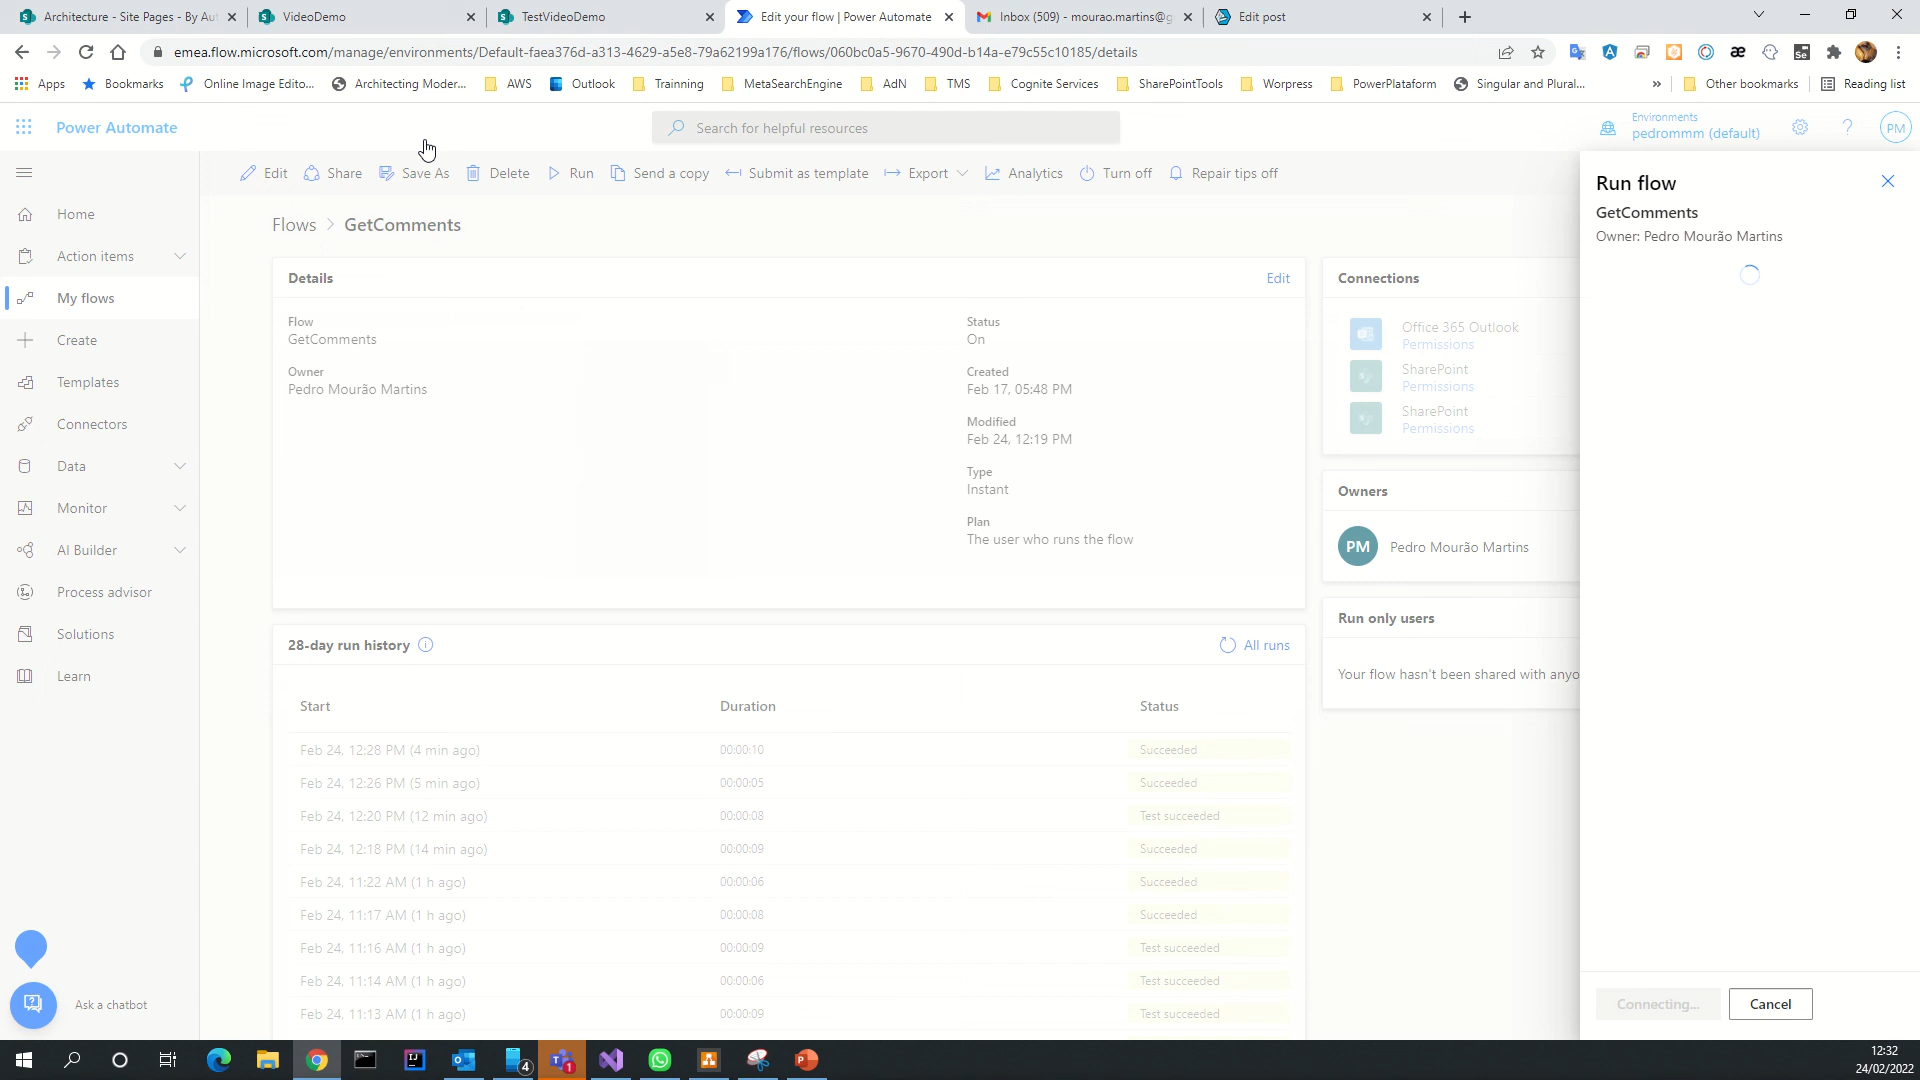 Architecture - Site Pages - By Aut
VideoDemo
TestVideoDemo
Edit your flow | Power Automate
Inbox (509) - mourao.martins@g
Edit post
emea.flow.microsoft.com/manage/environments/Default-faea376d-a313-4629-a5e8-79a62199a176/flows/060bc0a5-9670-490d-b14a-e79c55c10185/details
Apps
Bookmarks
Online Image Edito...
Architecting Moder...
AWS
Outlook
Trainning
MetaSearchEngine
AdN
TMS
Cognite Services
SharePointTools
Worpress
PowerPlataform
Singular and Plural...
»
Other bookmarks
Reading list
Power Automate
Search for helpful resources
Environments
pedrommm (default)
?
PM
Edit
Share
Save As
Delete
Run
Send a copy
Submit as template
Export
Analytics
Turn off
Repair tips off
Home
Action items
My flows
Create
Templates
Connectors
Data
Monitor
AI Builder
Process advisor
Solutions
Learn
Ask a chatbot
Flows > GetComments
Details
Edit
Flow
GetComments
Owner
Pedro Mourão Martins
Status
On
Created
Feb 17, 05:48 PM
Modified
Feb 24, 12:19 PM
Type
Instant
Plan
The user who runs the flow
28-day run history
All runs
Start Duration Status
Feb 24, 12:28 PM (4 min ago) 00:00:10 Succeeded
Feb 24, 12:26 PM (5 min ago) 00:00:05 Succeeded
Feb 24, 12:20 PM (12 min ago) 00:00:08 Test succeeded
Feb 24, 12:18 PM (14 min ago) 00:00:09 Succeeded
Feb 24, 11:22 AM (1 h ago) 00:00:06 Succeeded
Feb 24, 11:17 AM (1 h ago) 00:00:08 Succeeded
Feb 24, 11:16 AM (1 h ago) 00:00:09 Test succeeded
Feb 24, 11:14 AM (1 h ago) 00:00:06 Test succeeded
Feb 24, 11:13 AM (1 h ago) 00:00:09 Test succeeded
Connections
Office 365 Outlook
Permissions
SharePoint
Permissions
SharePoint
Permissions
Owners
PM
Pedro Mourão Martins
Run only users
Your flow hasn't been shared with anyo
Run flow
GetComments
Owner: Pedro Mourão Martins
Connecting...
Cancel
4
1
12:32
24/02/2022